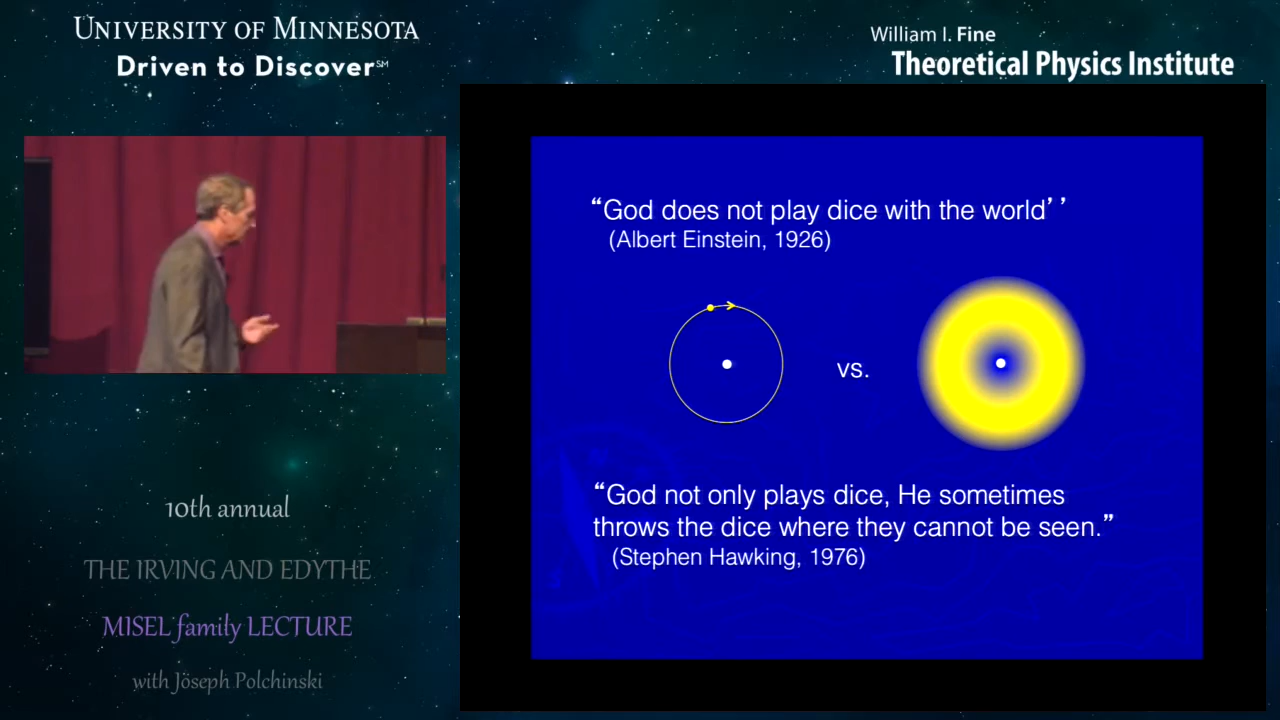 UNIVERSITY OF MINNESOTA
Driven to Discover℠
William I. Fine
Theoretical Physics Institute
“God does not play dice with the world’’
(Albert Einstein, 1926)
vs.
“God not only plays dice, He sometimes
throws the dice where they cannot be seen.”
(Stephen Hawking, 1976)
10th annual
THE IRVING AND EDYTHE
MISEL family LECTURE
with Joseph Polchinski